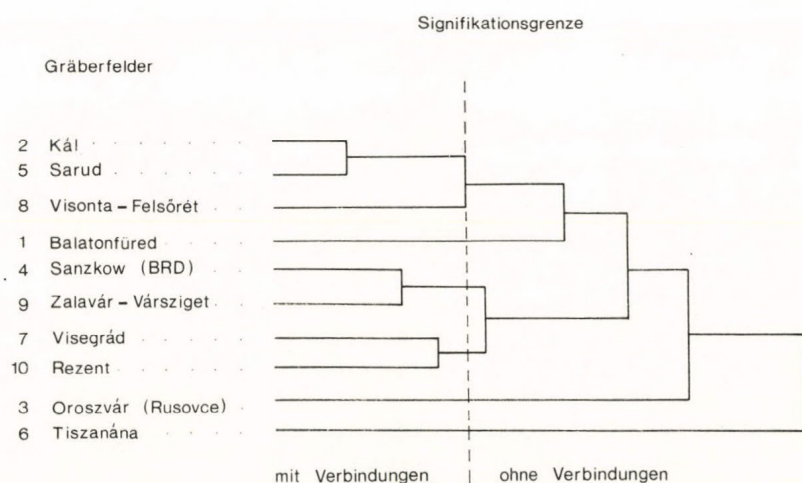 Signifikationsgrenze
Gräberfelder
2 Kál
5 Sarud
8 Visonta – Felsőrét
1 Balatonfüred
4 Sanzkow (BRD)
9 Zalavár – Vársziget
7 Visegrád
10 Rezent
3 Oroszvár (Rusovce)
6 Tiszanána
mit Verbindungen ohne Verbindungen